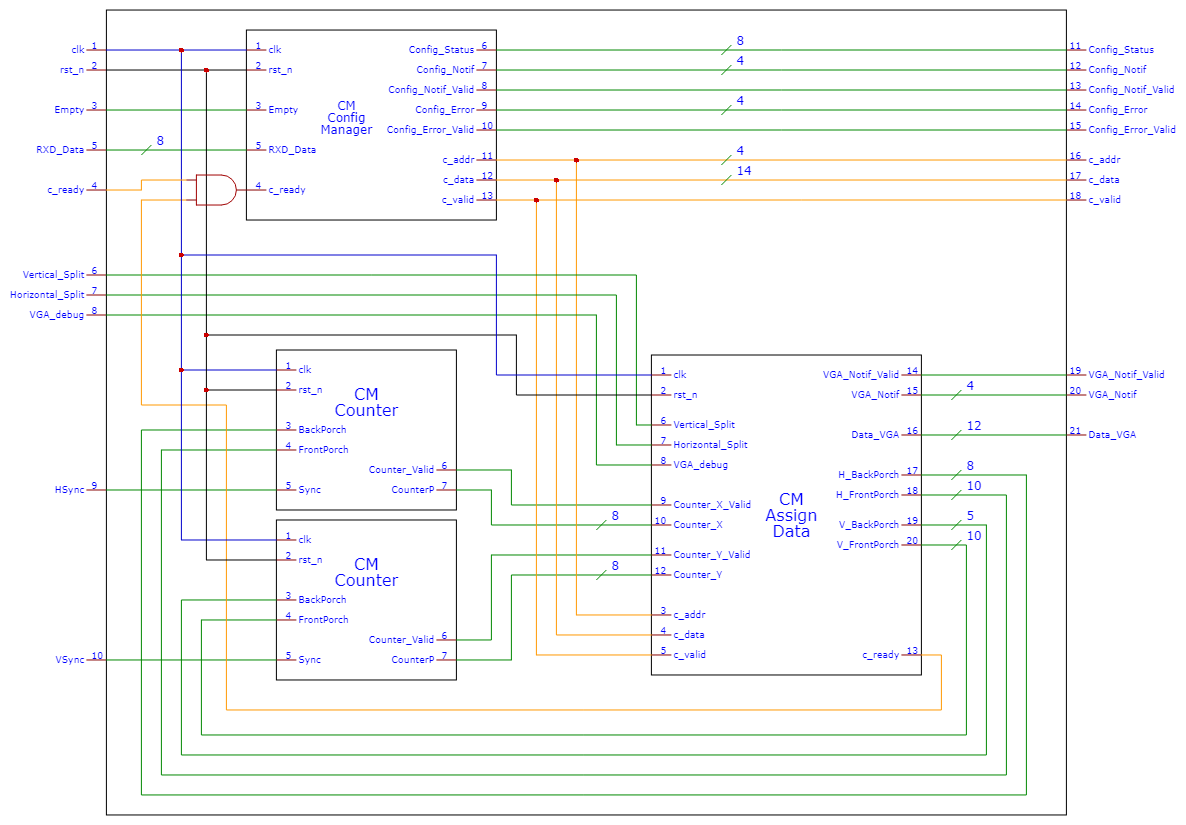 clk 1 1 clk Config_Status 6 8 11 Config_Status
rst_n 2 2 rst_n Config_Notif 7 4 12 Config_Notif
Config_Notif_Valid 8 13 Config_Notif_Valid
Empty 3 3 Empty CM Config_Error 9 4 14 Config_Error
Config
Manager Config_Error_Valid 10 15 Config_Error_Valid
RXD_Data 5 8 5 RXD_Data
c_addr 11 4 16 c_addr
c_data 12 14 17 c_data
c_ready 4 4 c_ready
c_valid 13 18 c_valid
Vertical_Split 6
Horizontal_Split 7
VGA_debug 8
1 clk
2 rst_n
CM
Counter
3 BackPorch
4 FrontPorch
Counter_Valid 6
HSync 9 5 Sync CounterP 7
8
1 clk
2 rst_n
CM
Counter
8
3 BackPorch
4 FrontPorch
Counter_Valid 6
VSync 10 5 Sync CounterP 7
1 clk VGA_Notif_Valid 14 19 VGA_Notif_Valid
2 rst_n VGA_Notif 15 4 20 VGA_Notif
6 Vertical_Split
Data_VGA 16 12 21 Data_VGA
7 Horizontal_Split
8 VGA_debug
H_BackPorch 17 8
H_FrontPorch 18 10
9 Counter_X_Valid
CM
Assign
Data
10 Counter_X V_BackPorch 19 5
V_FrontPorch 20 10
11 Counter_Y_Valid
12 Counter_Y
3 c_addr
4 c_data
5 c_valid c_ready 13